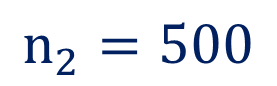 n₂ = 500